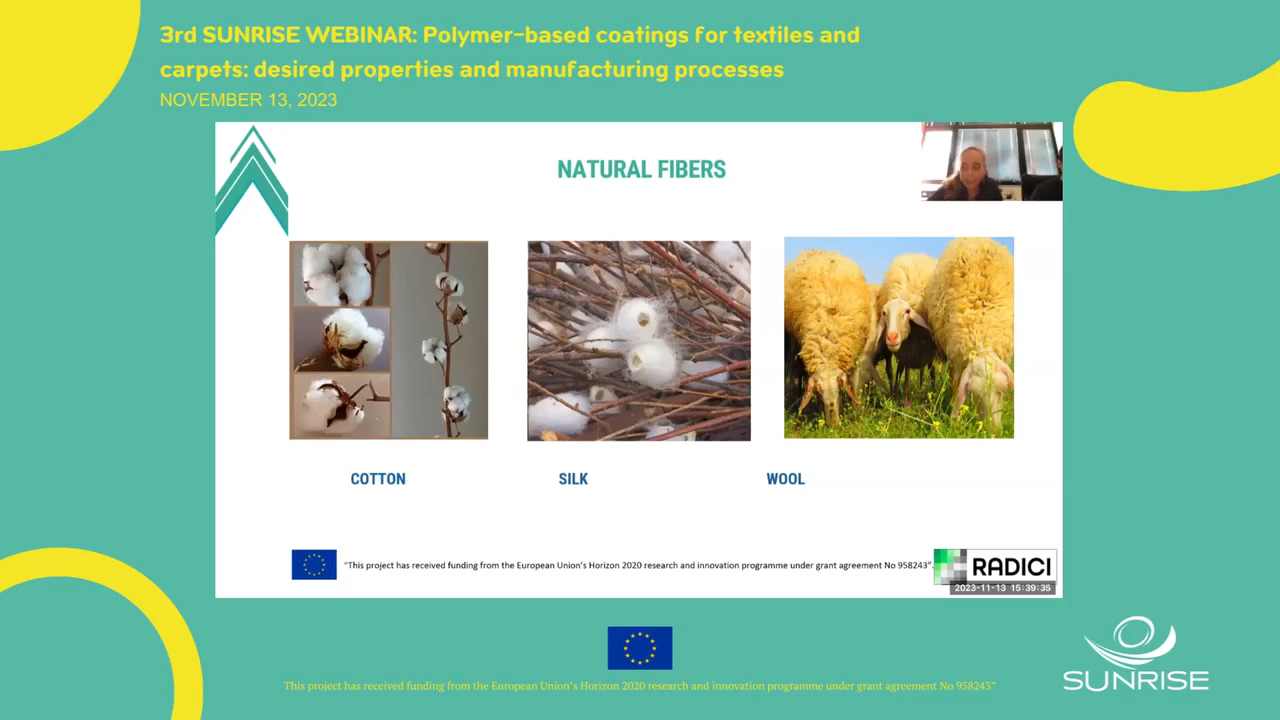 3rd SUNRISE WEBINAR: Polymer-based coatings for textiles and
carpets: desired properties and manufacturing processes
NOVEMBER 13, 2023
NATURAL FIBERS
COTTON
SILK
WOOL
“This project has received funding from the European Union’s Horizon 2020 research and innovation programme under grant agreement No 958243”.
RADICI
2023-11-13 15:39:35
SUNRISE
This project has received funding from the European Union’s Horizon 2020 research and innovation programme under grant agreement No 958243”